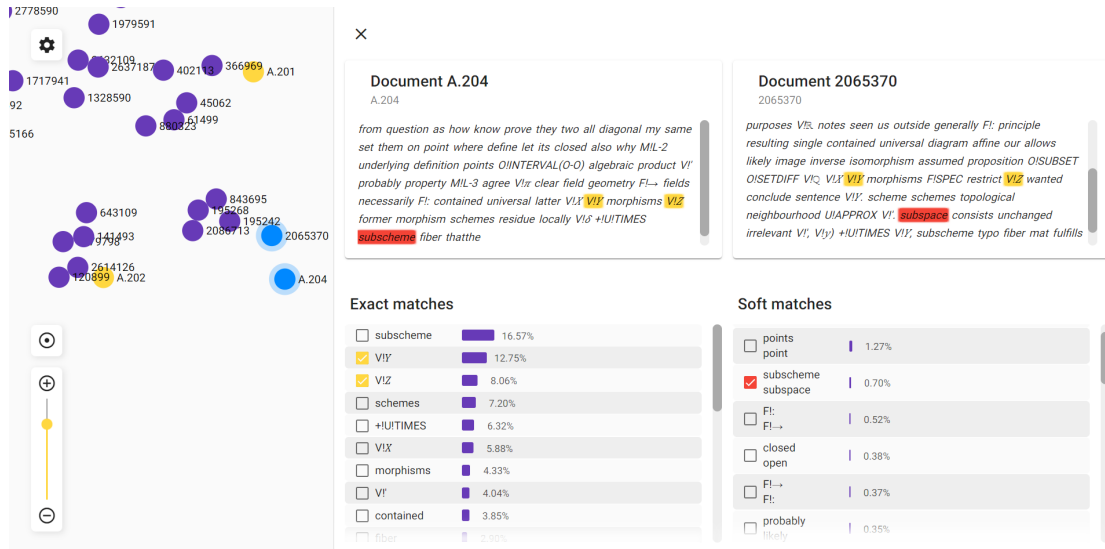 2778590
1979591
2637187
402113
366969
A.201
1717941
1328590
45062
92
61499
880323
5166
843695
643109
195268
195242
141493
2086713
2065370
2614126
120899
A.202
A.204
Document A.204
A.204
from question as how know prove they two all diagonal my same
set them on point where define let its closed also why M!L-2
underlying definition points O!INTERVAL(O-O) algebraic product V!'
probably property M!L-3 agree V!π clear field geometry F!→ fields
necessarily F!: contained universal latter V!𝑋 V!𝑌 morphisms V!𝑍
former morphism schemes residue locally V!𝛿 +!U!TIMES
subscheme fiber thatthe
Document 2065370
2065370
purposes notes seen us outside generally F!: principle
resulting single contained universal diagram affine our allows
likely image inverse isomorphism assumed proposition O!SUBSET
O!SETDIFF V!𝑋 V!𝑌 morphisms F!SPEC restrict V!𝑍 wanted
conclude sentence V!𝑌. scheme schemes topological
neighbourhood U!APPROX V!'. subspace consists unchanged
irrelevant V!', V!𝑦) +!U!TIMES V!𝑌, subscheme typo fiber mat fulfills
Exact matches
subscheme 16.57%
V!𝑌 12.75%
V!𝑍 8.06%
schemes 7.20%
+!U!TIMES 6.32%
V!𝑋 5.88%
morphisms 4.33%
V!' 4.04%
contained 3.85%
fiber 2.90%
Soft matches
points
point 1.27%
subscheme
subspace 0.70%
F!:
F!→ 0.52%
closed
open 0.38%
F!→
F!: 0.37%
probably
likely 0.35%